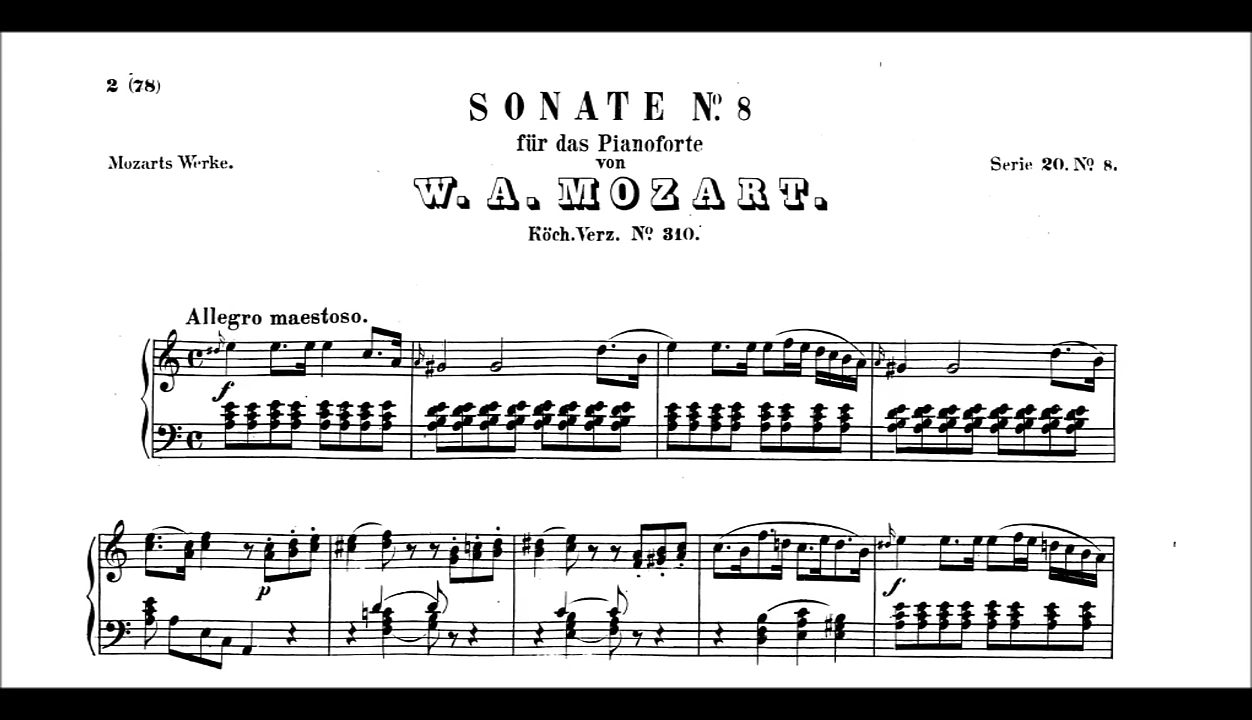 2 (78)
SONATE Nº 8
für das Pianoforte
von
Mozarts Werke.
Serie 20. Nº 8.
W. A. MOZART.
Köch. Verz. Nº 310.
Allegro maestoso.
f
p
f